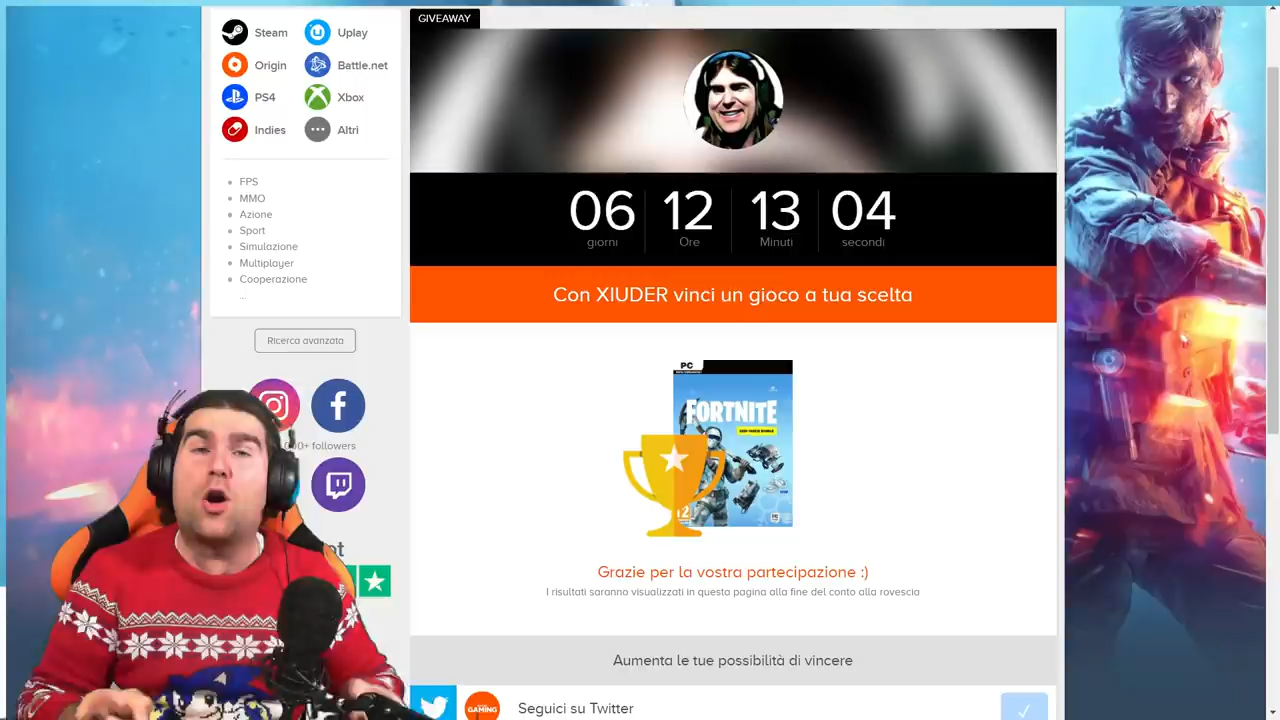 GIVEAWAY
Steam
Uplay
Origin
Battle.net
PS4
Xbox
Indies
Altri
FPS
MMO
Azione
Sport
Simulazione
Multiplayer
Cooperazione
...
Ricerca avanzata
followers
06 12 13 04
giorni Ore Minuti secondi
Con XIUDER vinci un gioco a tua scelta
PC
FORTNITE
Grazie per la vostra partecipazione :)
I risultati saranno visualizzati in questa pagina alla fine del conto alla rovescia
Aumenta le tue possibilità di vincere
GAMING
Seguici su Twitter